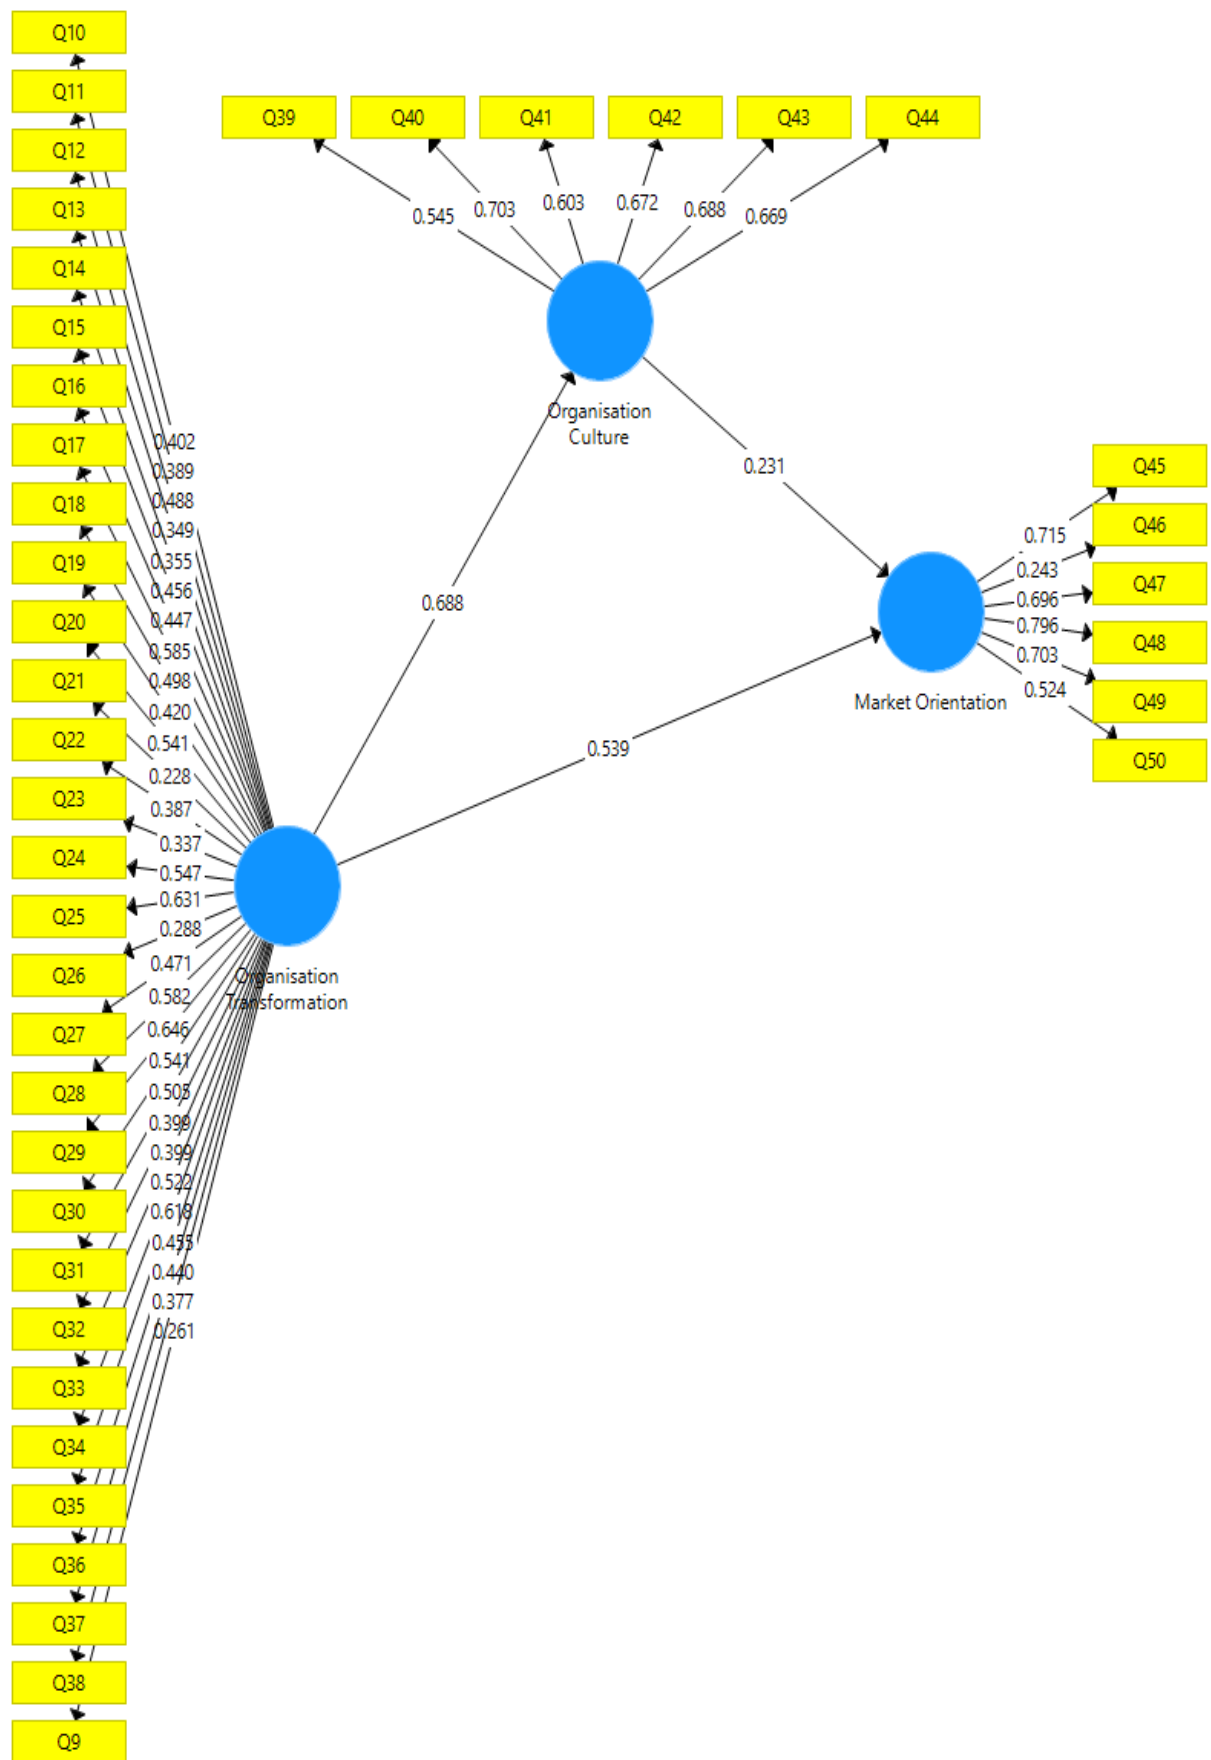 Q10
Q11
Q12
Q13
Q14
Q15
Q16
Q17
Q18
Q19
Q20
Q21
Q22
Q23
Q24
Q25
Q26
Q27
Q28
Q29
Q30
Q31
Q32
Q33
Q34
Q35
Q36
Q37
Q38
Q9
0.402
0.389
0.488
0.349
0.355
0.456
0.447
0.585
0.498
0.420
0.541
0.228
0.387
0.337
0.547
0.631
0.288
0.471
0.582
0.646
0.541
0.505
0.399
0.399
0.522
0.618
0.455
0.440
0.377
0.261
Organisation
Transformation
Q39 Q40 Q41 Q42 Q43 Q44
0.545 0.703 0.603 0.672 0.688 0.669
Organisation
Culture
0.688
0.231
0.539
Market Orientation
0.715
0.243
0.696
0.796
0.703
0.524
Q45
Q46
Q47
Q48
Q49
Q50